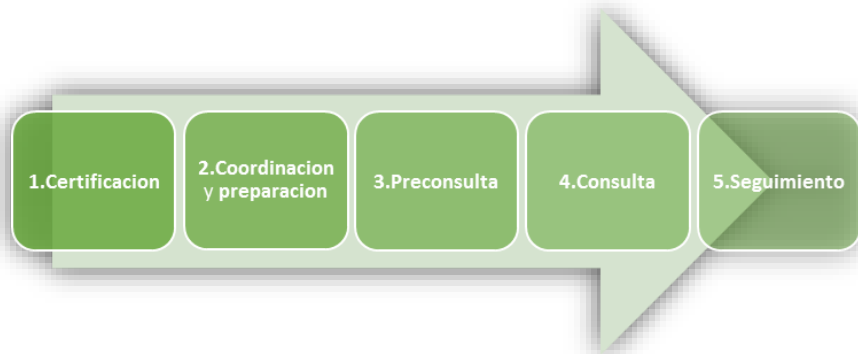 1.Certificacion
2.Coordinacion
y preparacion
3.Preconsulta
4.Consulta
5.Seguimiento